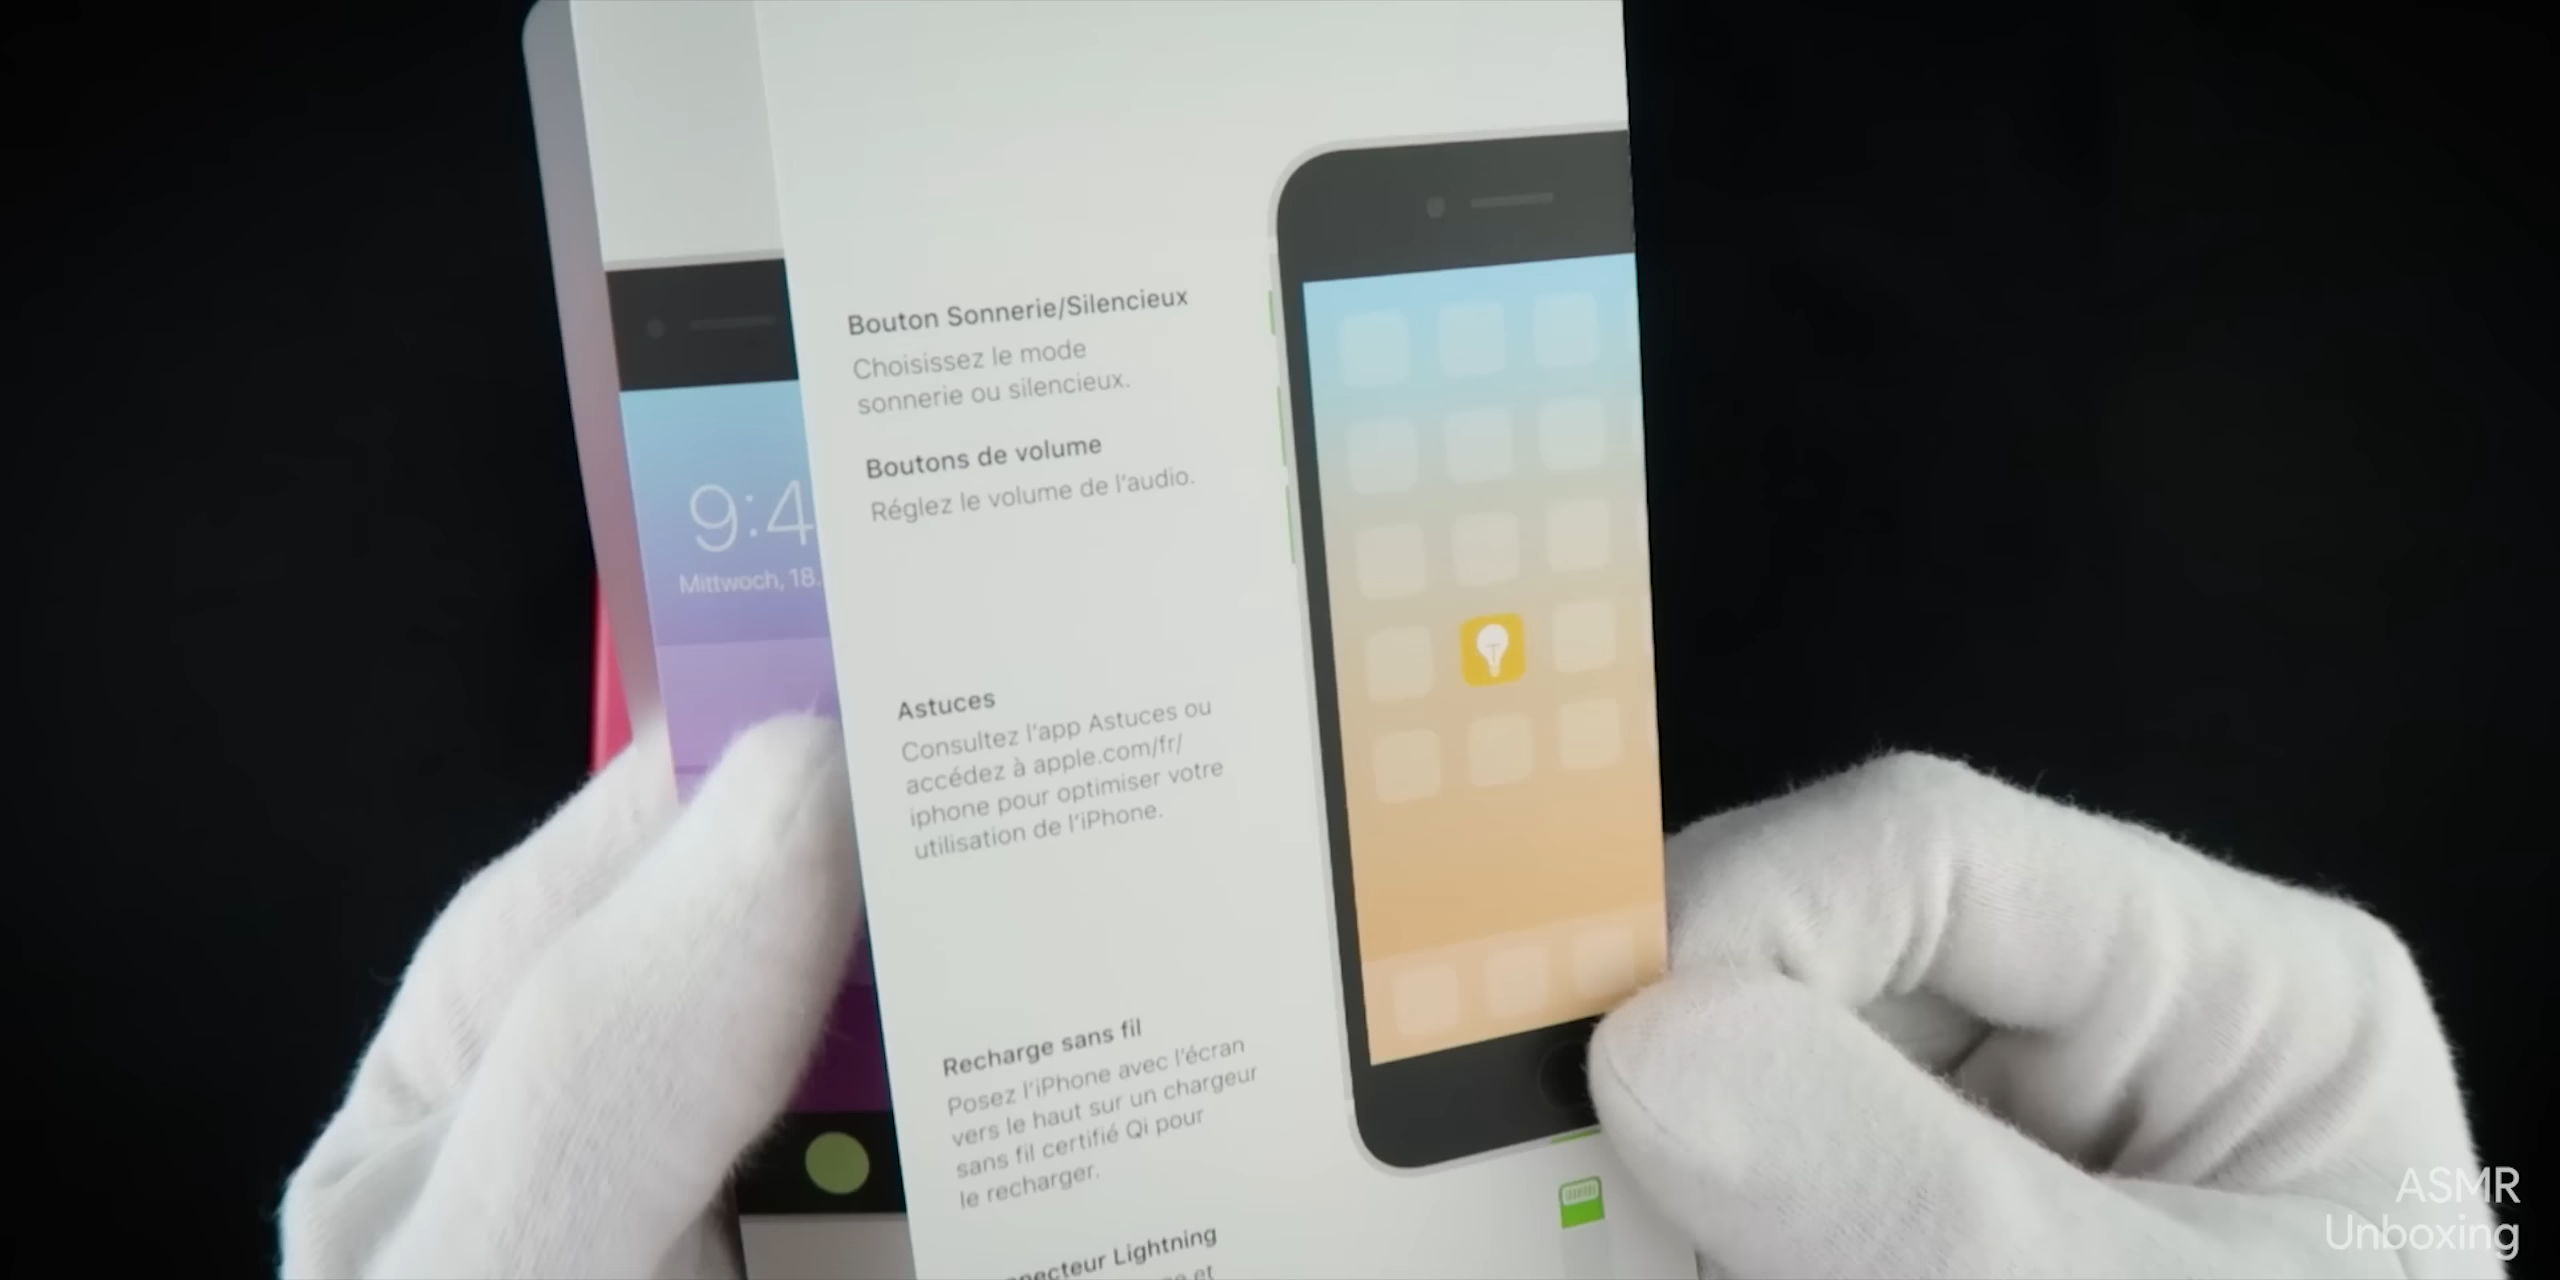 9:4
Mittwoch, 18.
Bouton Sonnerie/Silencieux
Choisissez le mode
sonnerie ou silencieux.
Boutons de volume
Réglez le volume de l'audio.
Astuces
Consultez l'app Astuces ou
accédez à apple.com/fr/
iphone pour optimiser votre
utilisation de l'iPhone.
Recharge sans fil
Posez l'iPhone avec l'écran
vers le haut sur un chargeur
sans fil certifié Qi pour
le recharger.
Lightning
et
ASMR
Unboxing